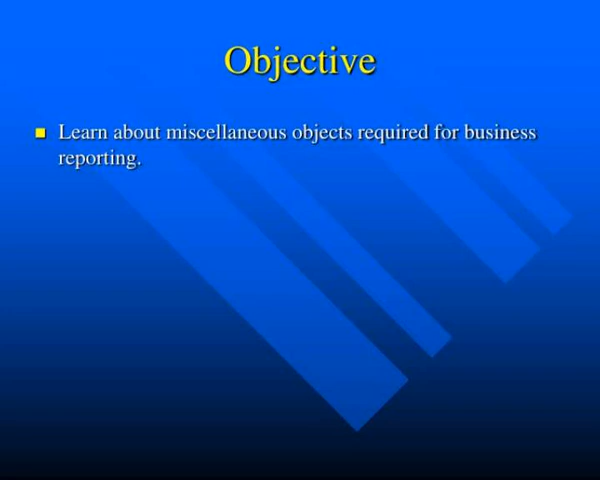 Objective
Learn about miscellaneous objects required for business
reporting.